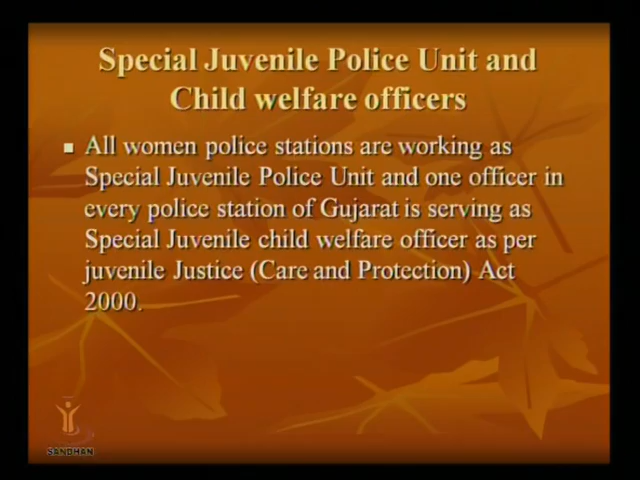 Special Juvenile Police Unit and
Child welfare officers
All women police stations are working as
Special Juvenile Police Unit and one officer in
every police station of Gujarat is serving as
Special Juvenile child welfare officer as per
juvenile Justice (Care and Protection) Act
2000.
SANDHAN